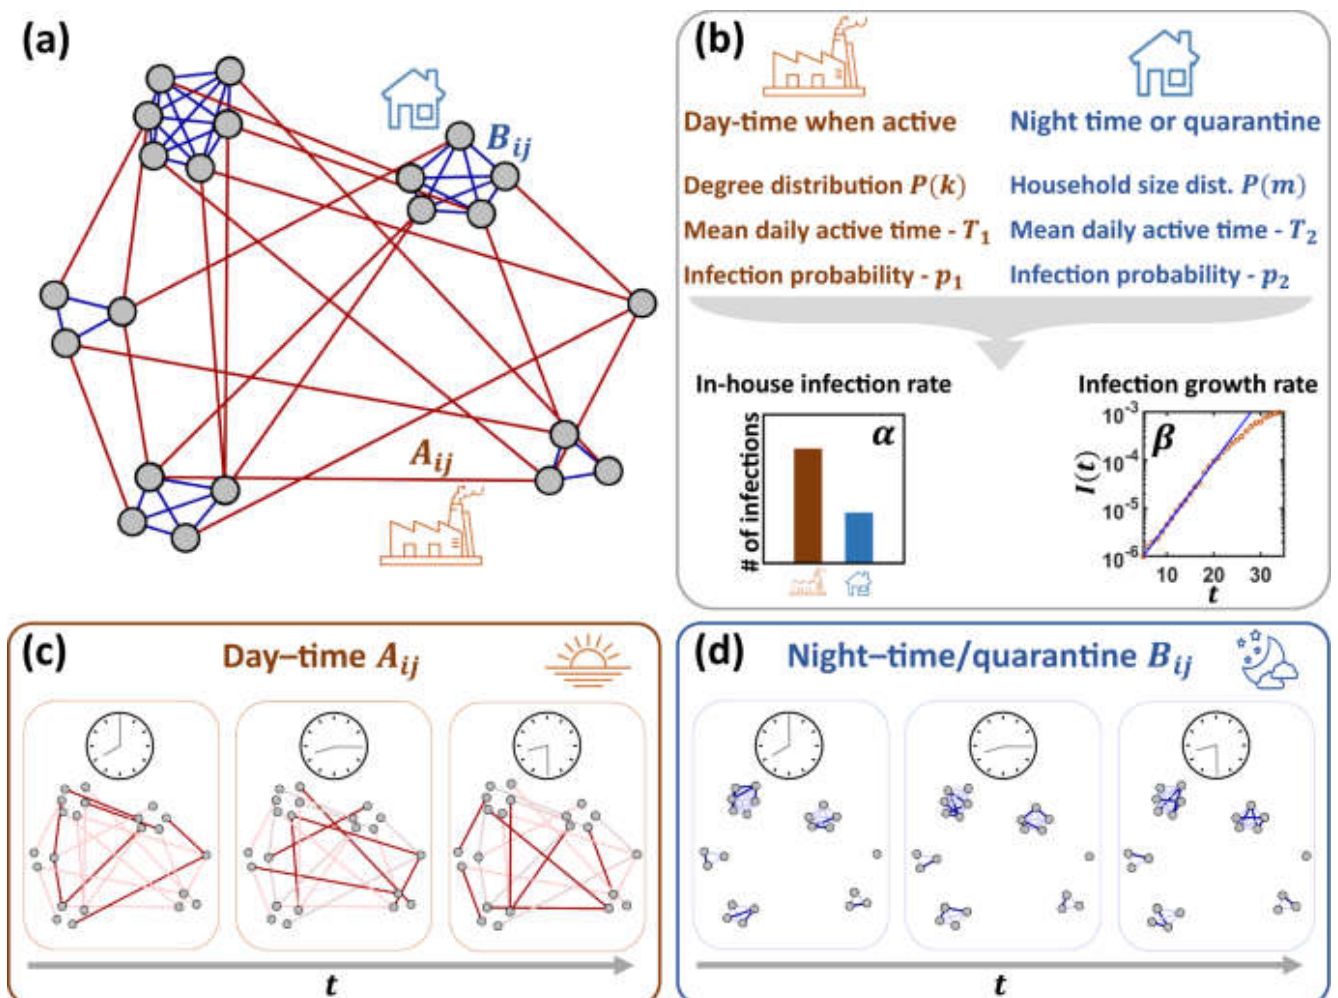 (a)
B_ij
A_ij
(b)
Day-time when active
Night time or quarantine
Degree distribution P(k)
Household size dist. P(m)
Mean daily active time - T_1
Mean daily active time - T_2
Infection probability - p_1
Infection probability - p_2
In-house infection rate
Infection growth rate
# of infections
α
β
I(t)
10^-3
10^-4
10^-5
10^-6
10 20 30
t
(c)
Day–time A_ij
t
(d)
Night–time/quarantine B_ij
t